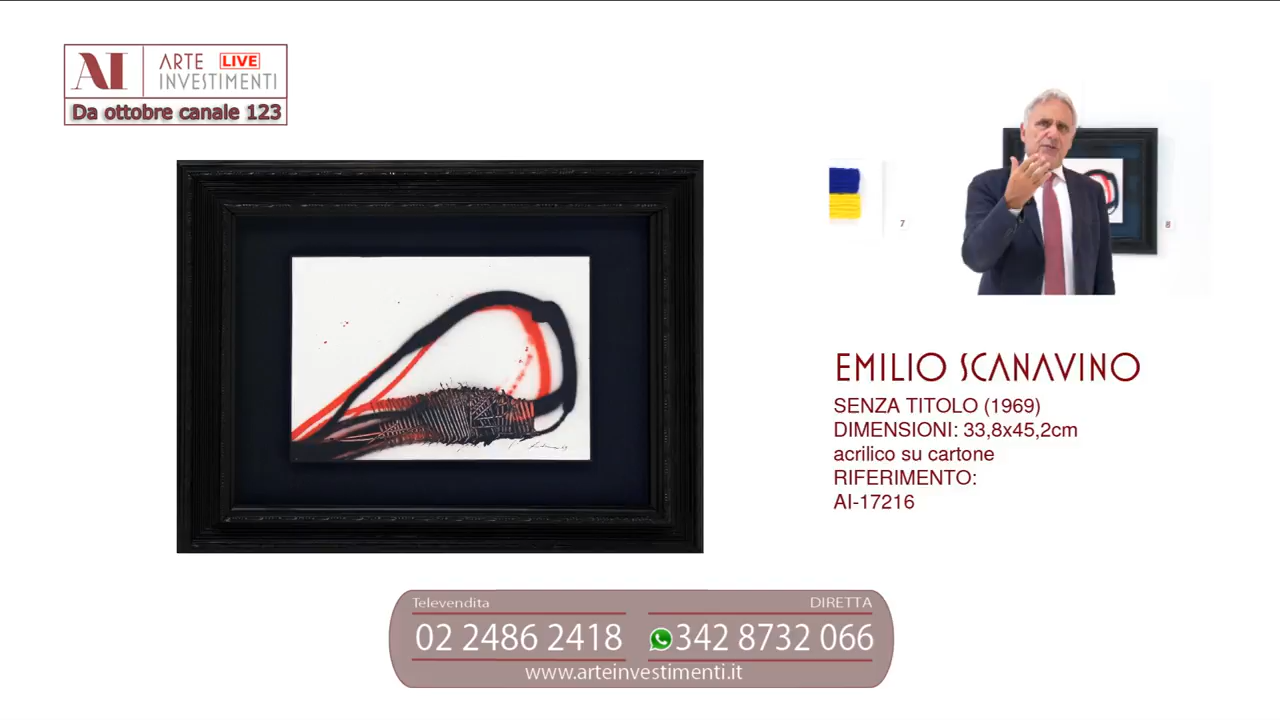 AI ARTE LIVE
INVESTIMENTI
Da ottobre canale 123
7
8
EMILIO SCANAVINO
SENZA TITOLO (1969)
DIMENSIONI: 33,8x45,2cm
acrilico su cartone
RIFERIMENTO:
AI-17216
Televendita
DIRETTA
02 2486 2418
342 8732 066
www.arteinvestimenti.it